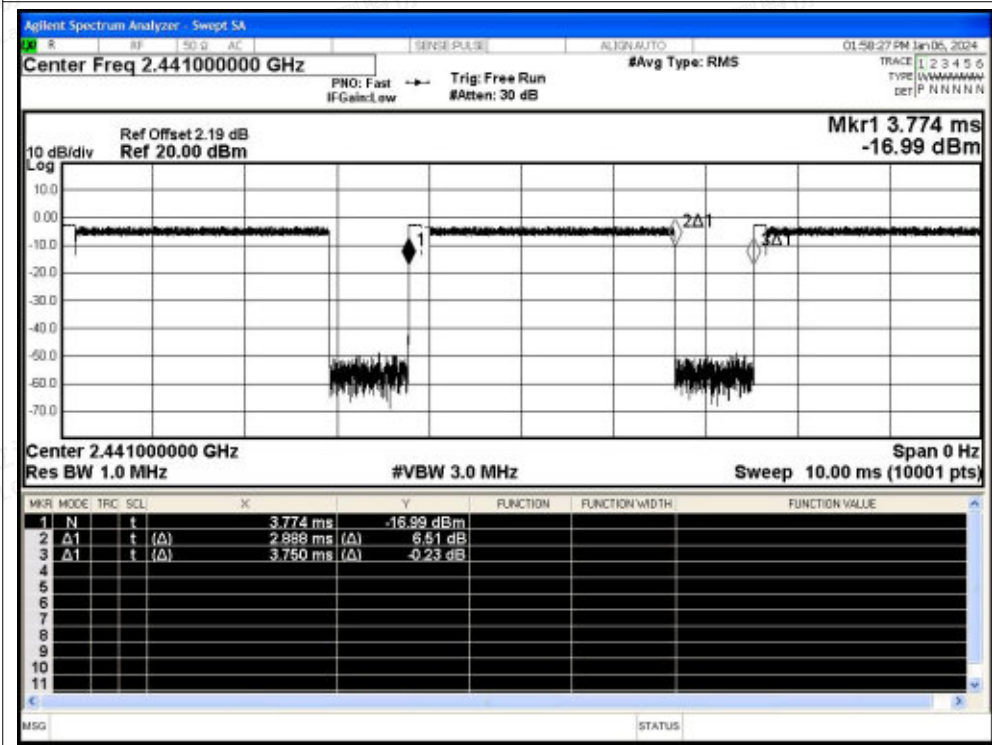 Agilent Spectrum Analyzer - Swept SA
R RF 50 Ω AC SENSE:PULSE ALIGN AUTO 01:58:27 PM Jan 06, 2024
Center Freq 2.441000000 GHz #Avg Type: RMS TRACE 1 2 3 4 5 6
PNO: Fast Trig: Free Run TYPE
IFGain:Low #Atten: 30 dB DET P N N N N N
Mkr1 3.774 ms
Ref Offset 2.19 dB
10 dB/div Ref 20.00 dBm -16.99 dBm
Log
10.0
0.00
2Δ1
1
3Δ1
-10.0
-20.0
-30.0
-40.0
-50.0
-60.0
-70.0
Center 2.441000000 GHz Span 0 Hz
Res BW 1.0 MHz #VBW 3.0 MHz Sweep 10.00 ms (10001 pts)
MKR MODE TRC SCL X Y FUNCTION FUNCTION WIDTH FUNCTION VALUE
1 N t 3.774 ms -16.99 dBm
2 Δ1 t (Δ) 2.888 ms (Δ) 6.51 dB
3 Δ1 t (Δ) 3.750 ms (Δ) -0.23 dB
4
5
6
7
8
9
10
11
MSG STATUS